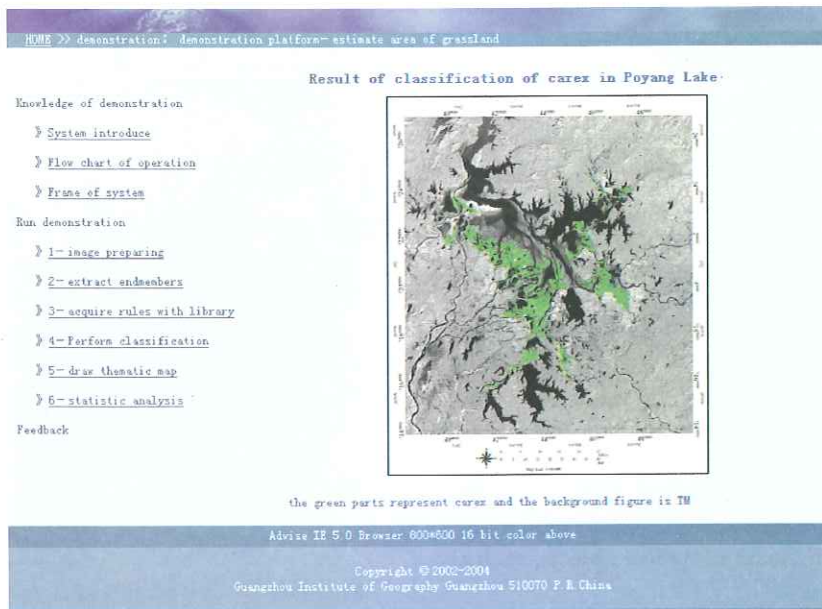 HOME >> demonstration: demonstration platform—estimate area of grassland
Result of classification of carex in Poyang Lake
Knowledge of demonstration
》System introduce
》Flow chart of operation
》Frame of system
Run demonstration
》1—image preparing
》2—extract endmembers
》3—acquire rules with library
》4—Perform classification
》5—draw thematic map
》6—statistic analysis
Feedback
the green parts represent carex and the background figure is TM
Advise IE 5.0 Browser 800*600 16 bit color above
Copyright ©2002-2004
Guangzhou Institute of Geography Guangzhou 510070 P.R.China